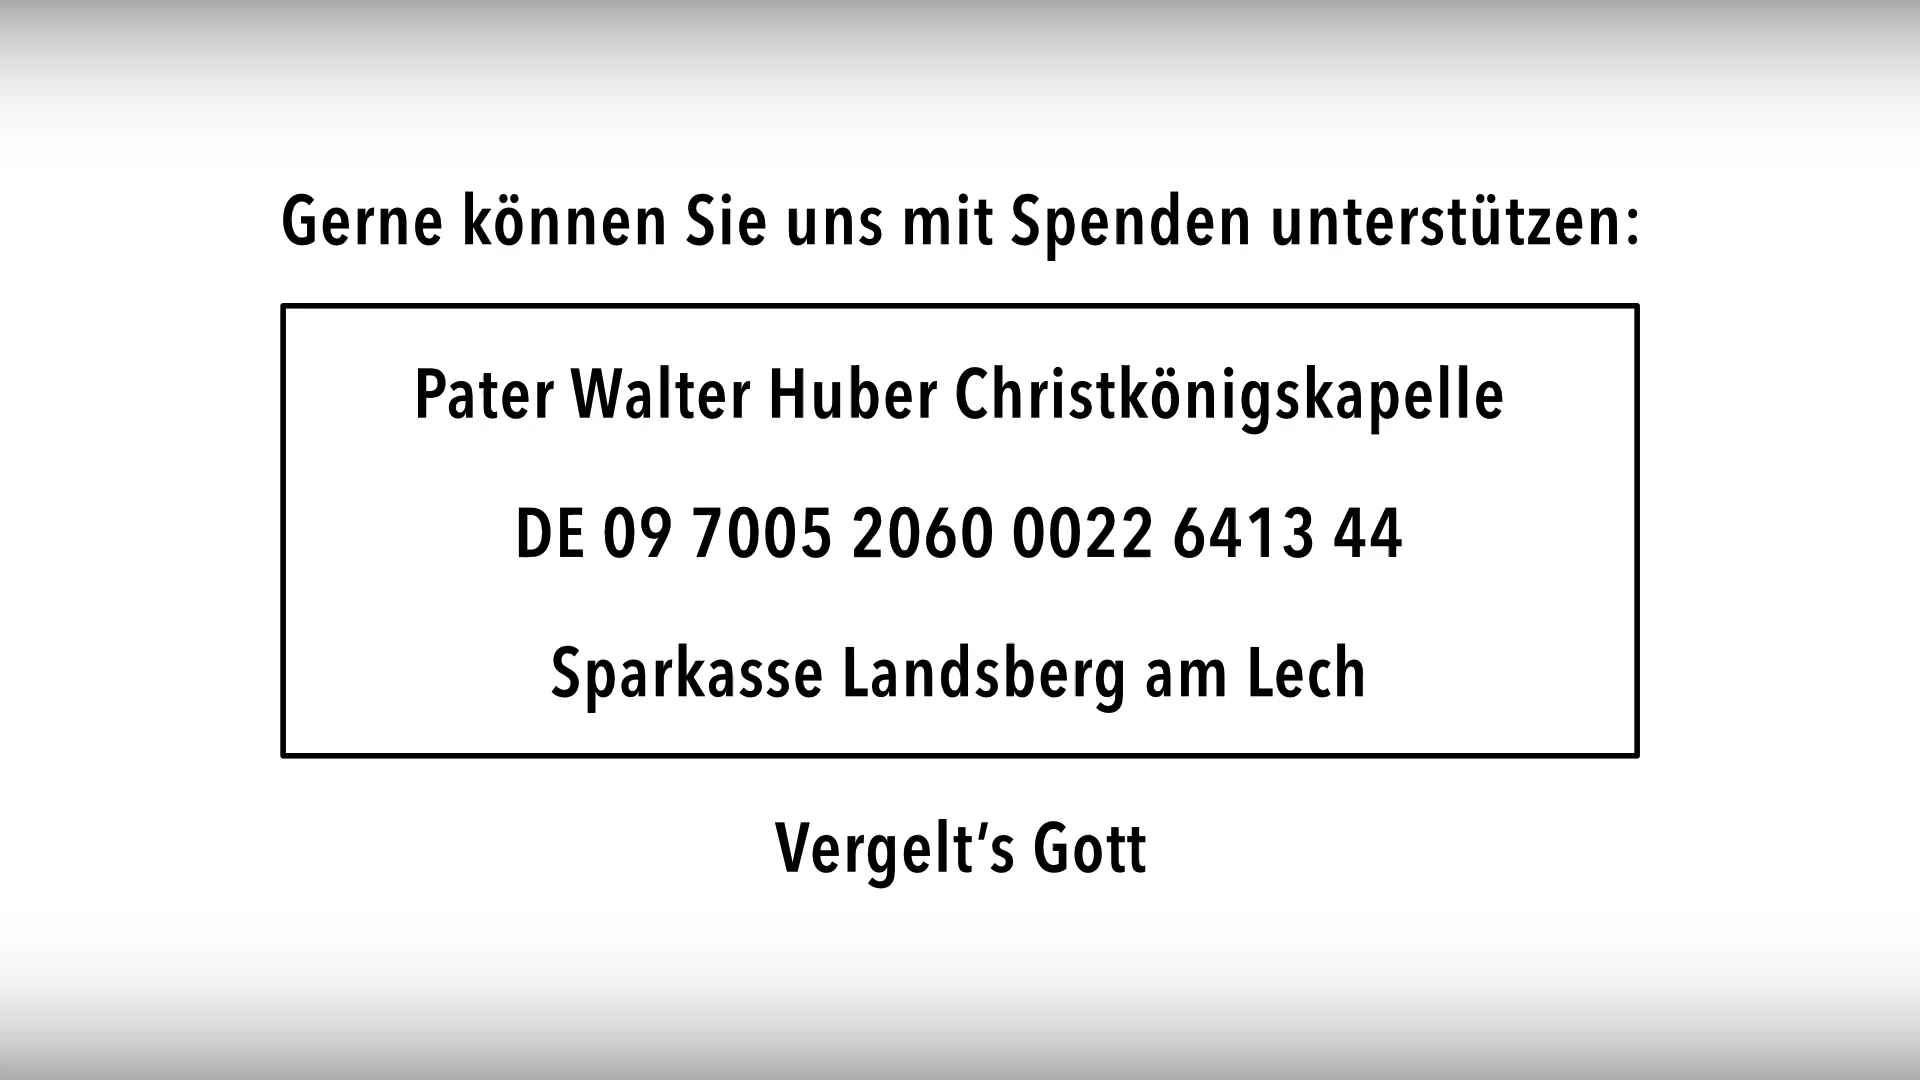 Gerne können Sie uns mit Spenden unterstützen:
Pater Walter Huber Christkönigskapelle
DE 09 7005 2060 0022 6413 44
Sparkasse Landsberg am Lech
Vergelt’s Gott